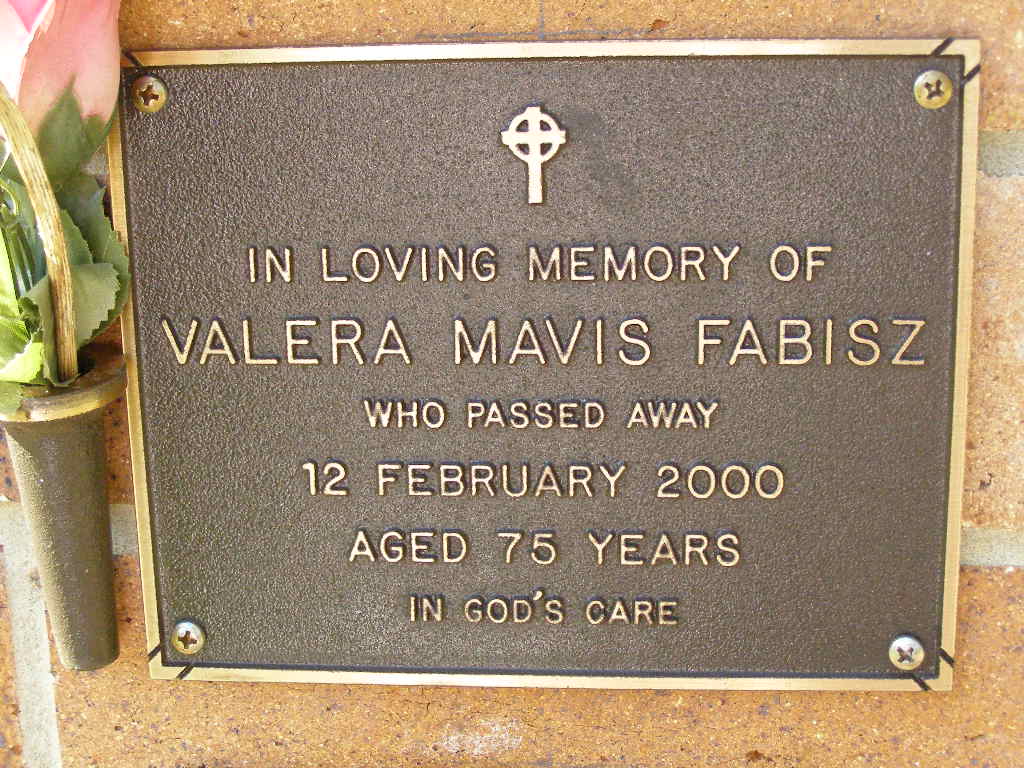 IN LOVING MEMORY OF
VALERA MAVIS FABISZ
WHO PASSED AWAY
12 FEBRUARY 2000
AGED 75 YEARS
IN GOD'S CARE